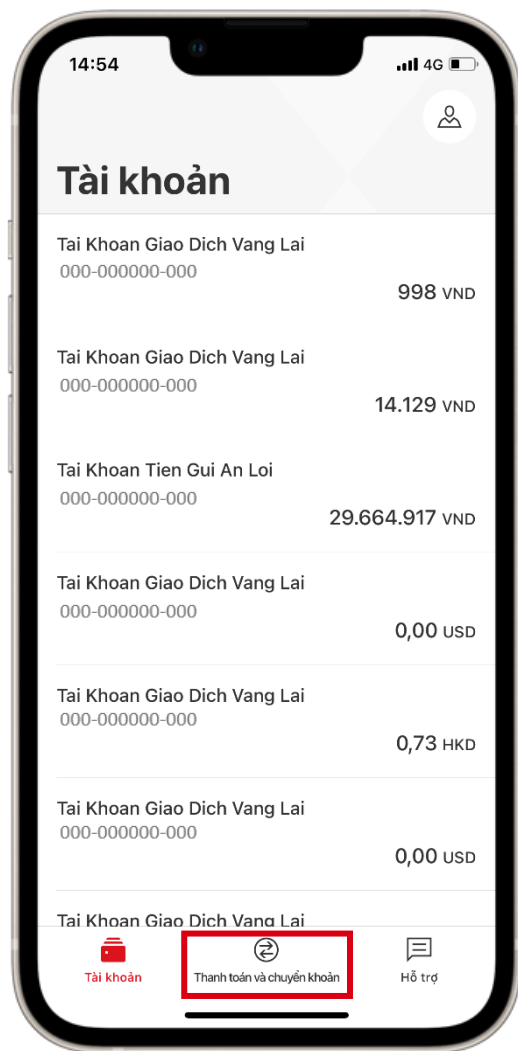 14:54
4G
Tài khoản
Tai Khoan Giao Dich Vang Lai
000-000000-000
998 VND
Tai Khoan Giao Dich Vang Lai
000-000000-000
14.129 VND
Tai Khoan Tien Gui An Loi
000-000000-000
29.664.917 VND
Tai Khoan Giao Dich Vang Lai
000-000000-000
0,00 USD
Tai Khoan Giao Dich Vang Lai
000-000000-000
0,73 HKD
Tai Khoan Giao Dich Vang Lai
000-000000-000
0,00 USD
Tai Khoan Giao Dich Vang Lai
Tài khoản
Thanh toán và chuyển khoản
Hỗ trợ